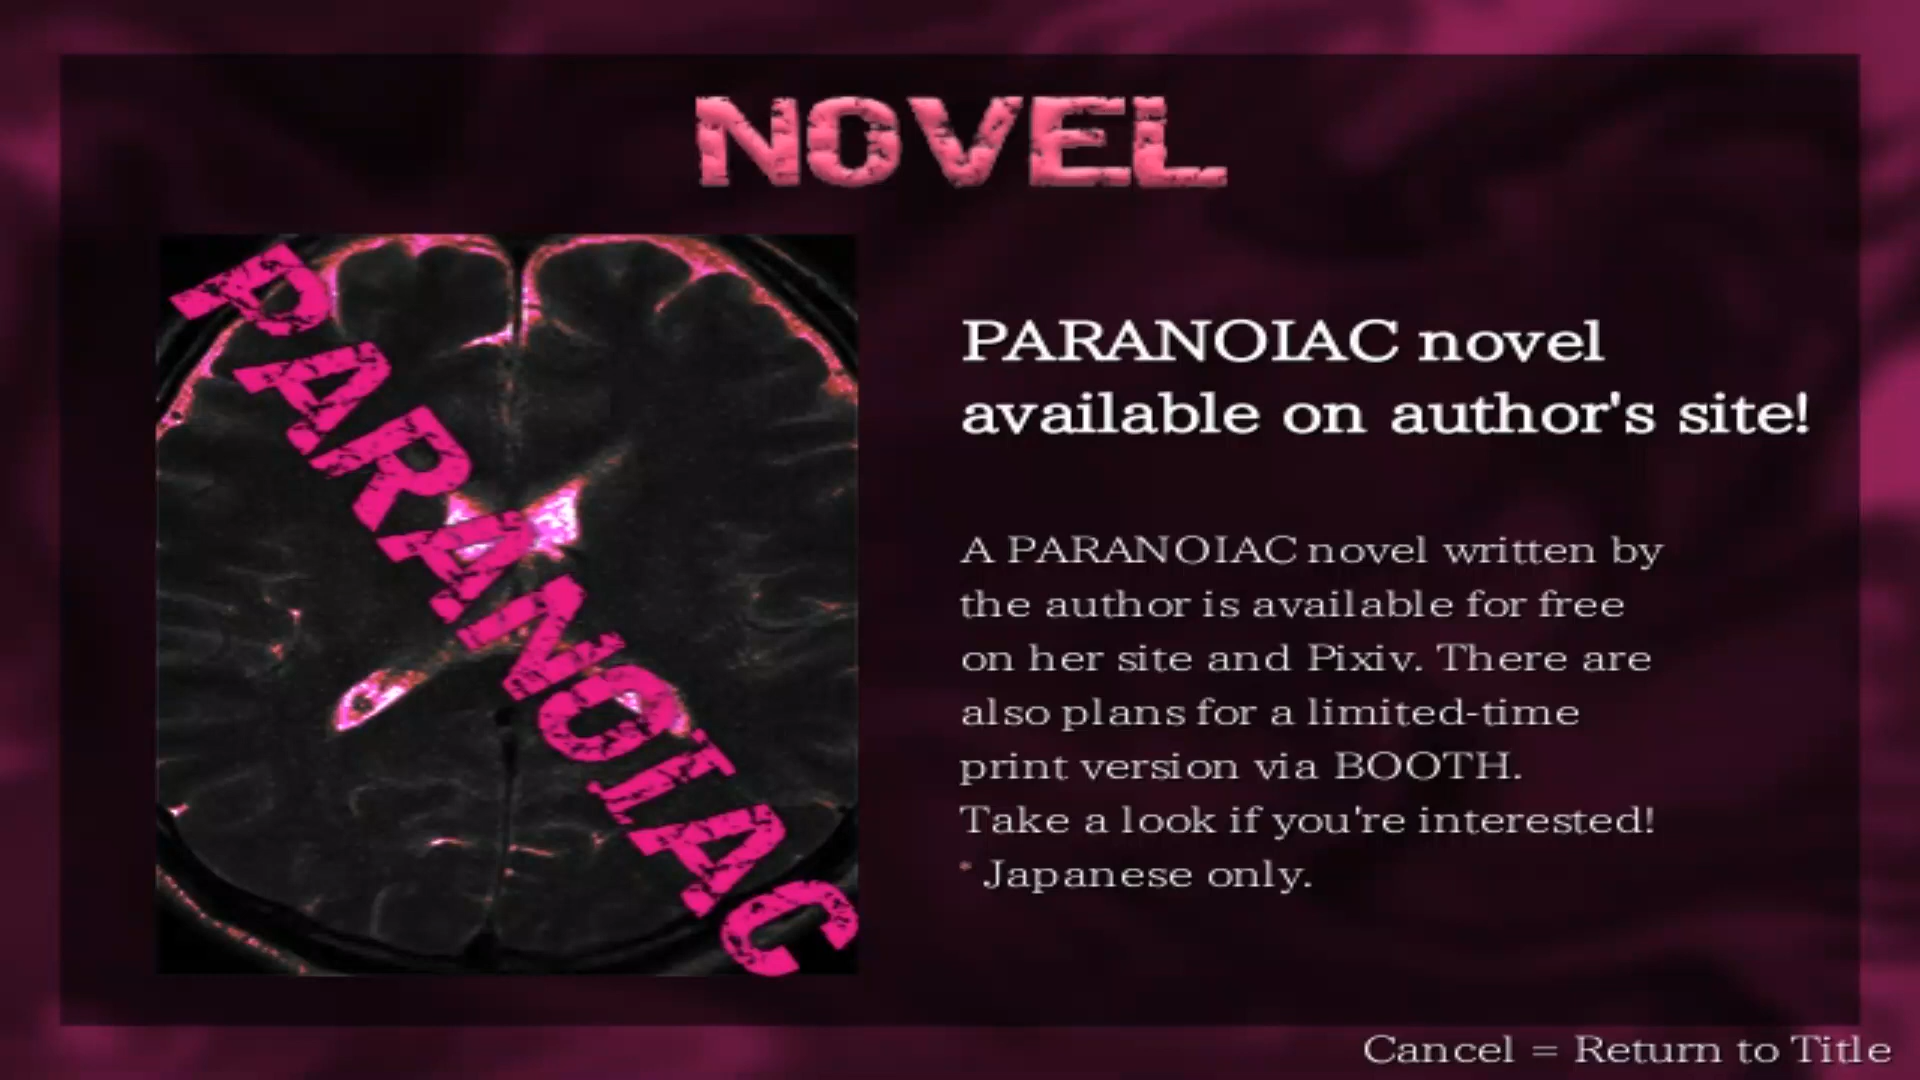 NOVEL
PARANOIAC
PARANOIAC novel
available on author's site!
A PARANOIAC novel written by
the author is available for free
on her site and Pixiv. There are
also plans for a limited-time
print version via BOOTH.
Take a look if you're interested!
* Japanese only.
Cancel = Return to Title